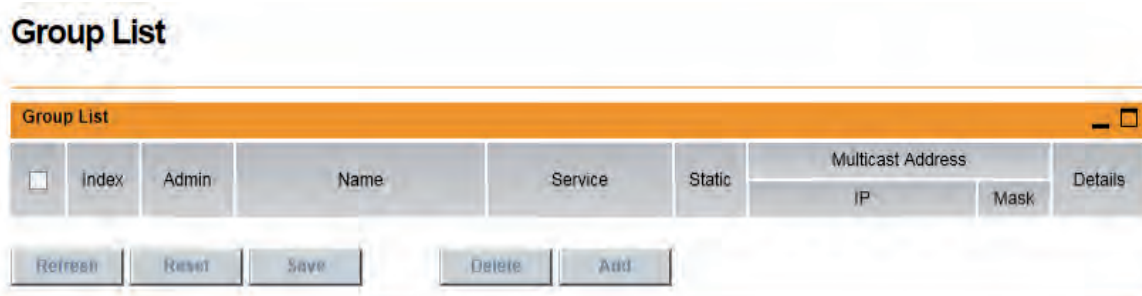 Group List
Group List
Index Admin Name Service Static Multicast Address Details
IP Mask
Refresh Reset Save Delete Add